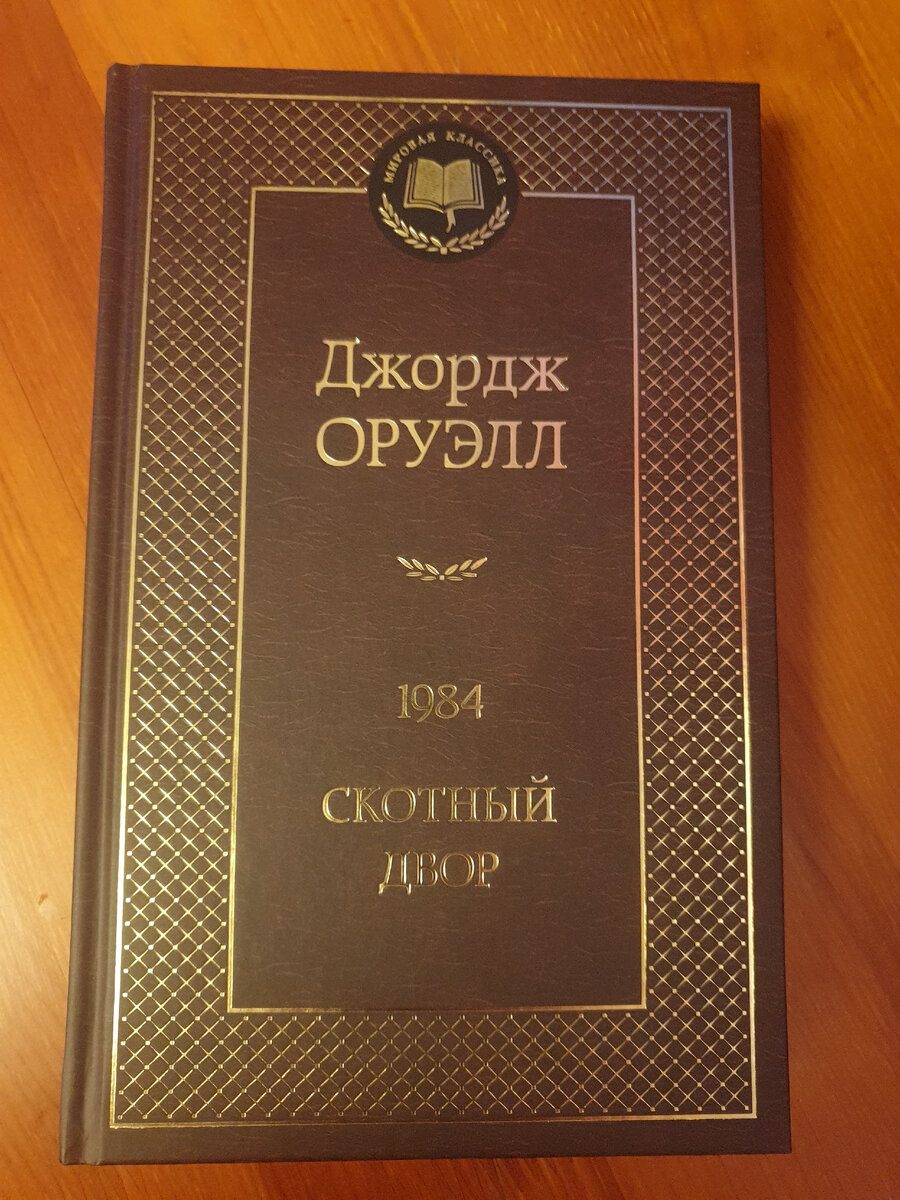 МИРОВАЯ КЛАССИКА
Джордж
ОРУЭЛЛ
1984
СКОТНЫЙ
ДВОР